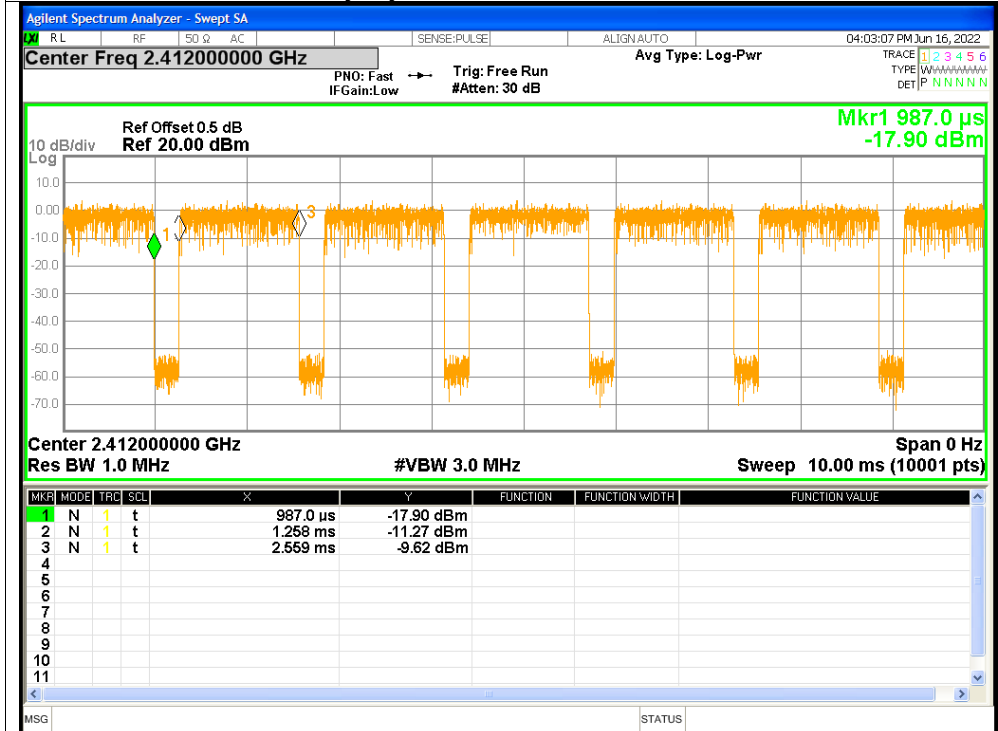 Agilent Spectrum Analyzer - Swept SA
LXI RL RF 50 Ω AC SENSE:PULSE ALIGN AUTO 04:03:07 PM Jun 16, 2022
Center Freq 2.412000000 GHz Avg Type: Log-Pwr TRACE 1 2 3 4 5 6
PNO: Fast Trig: Free Run TYPE W
IFGain:Low #Atten: 30 dB DET P N N N N N
Mkr1 987.0 µs
Ref Offset 0.5 dB
10 dB/div Ref 20.00 dBm -17.90 dBm
Log
10.0
0.00
-10.0
-20.0
-30.0
-40.0
-50.0
-60.0
-70.0
1
3
Center 2.412000000 GHz Span 0 Hz
Res BW 1.0 MHz #VBW 3.0 MHz Sweep 10.00 ms (10001 pts)
MKR MODE TRC SCL X Y FUNCTION FUNCTION WIDTH FUNCTION VALUE
1 N 1 t 987.0 µs -17.90 dBm
2 N 1 t 1.258 ms -11.27 dBm
3 N 1 t 2.559 ms -9.62 dBm
4
5
6
7
8
9
10
11
MSG STATUS